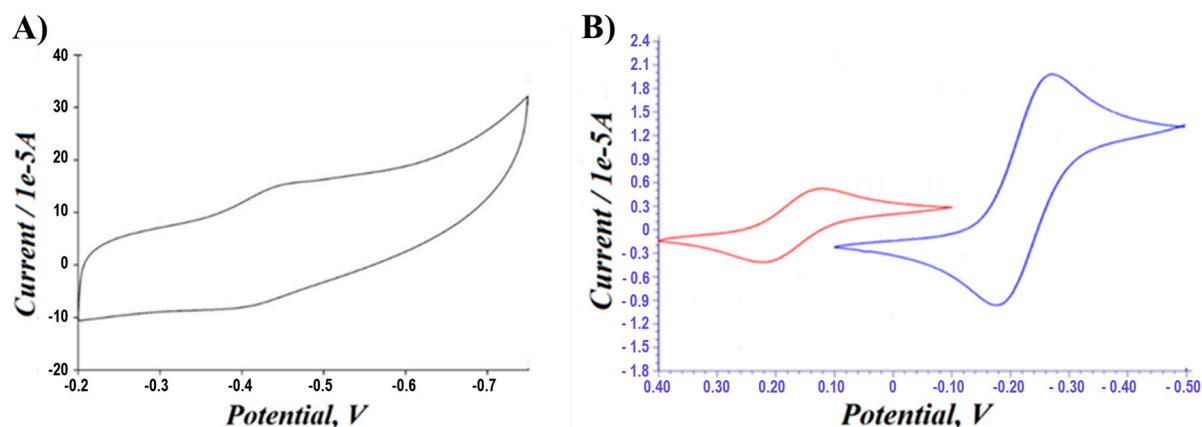 A)
40
30
20
10
0
-10
-20
Current / 1e-5A
-0.2 -0.3 -0.4 -0.5 -0.6 -0.7
Potential, V
B)
2.4
2.1
1.8
1.5
1.2
0.9
0.6
0.3
0
- 0.3
- 0.6
- 0.9
- 1.2
- 1.5
- 1.8
Current / 1e-5A
0.40 0.30 0.20 0.10 0 -0.10 -0.20 - 0.30 - 0.40 - 0.50
Potential, V